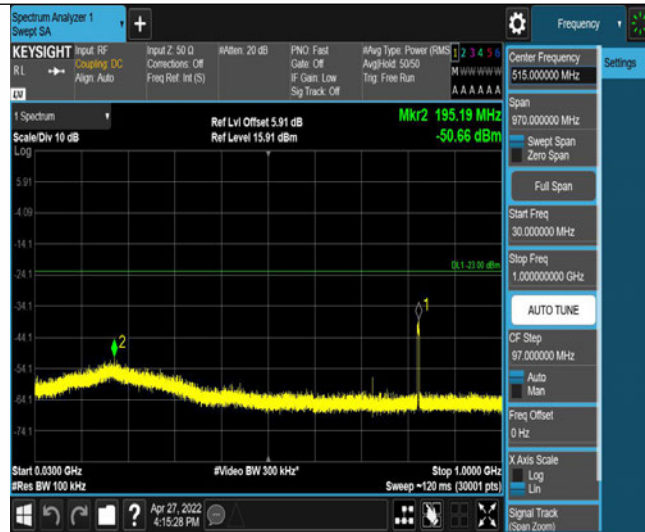 Spectrum Analyzer 1
Swept SA
+
Frequency
KEYSIGHT Input: RF Input Z: 50 Ω #Atten: 20 dB PNO: Fast #Avg Type: Power (RMS 1 2 3 4 5 6
RL Coupling: DC Corrections: Off Gate: Off Avg|Hold: 50/50 M W W W W W
Align: Auto Freq Ref: Int (S) IF Gain: Low Trig: Free Run
Sig Track: Off A A A A A A
1 Spectrum
Scale/Div 10 dB
Log
Ref Lvl Offset 5.91 dB
Ref Level 15.91 dBm
Mkr2 195.19 MHz
-50.66 dBm
5.91
-4.09
-14.1
-24.1
DL1 -23.00 dBm
-34.1
1
-44.1
2
-54.1
-64.1
-74.1
Start 0.0300 GHz #Video BW 300 kHz* Stop 1.0000 GHz
#Res BW 100 kHz Sweep ~120 ms (30001 pts)
?
Apr 27, 2022
4:15:28 PM
Center Frequency
515.000000 MHz
Settings
Span
970.000000 MHz
Swept Span
Zero Span
Full Span
Start Freq
30.000000 MHz
Stop Freq
1.000000000 GHz
AUTO TUNE
CF Step
97.000000 MHz
Auto
Man
Freq Offset
0 Hz
X Axis Scale
Log
Lin
Signal Track
(Span Zoom)